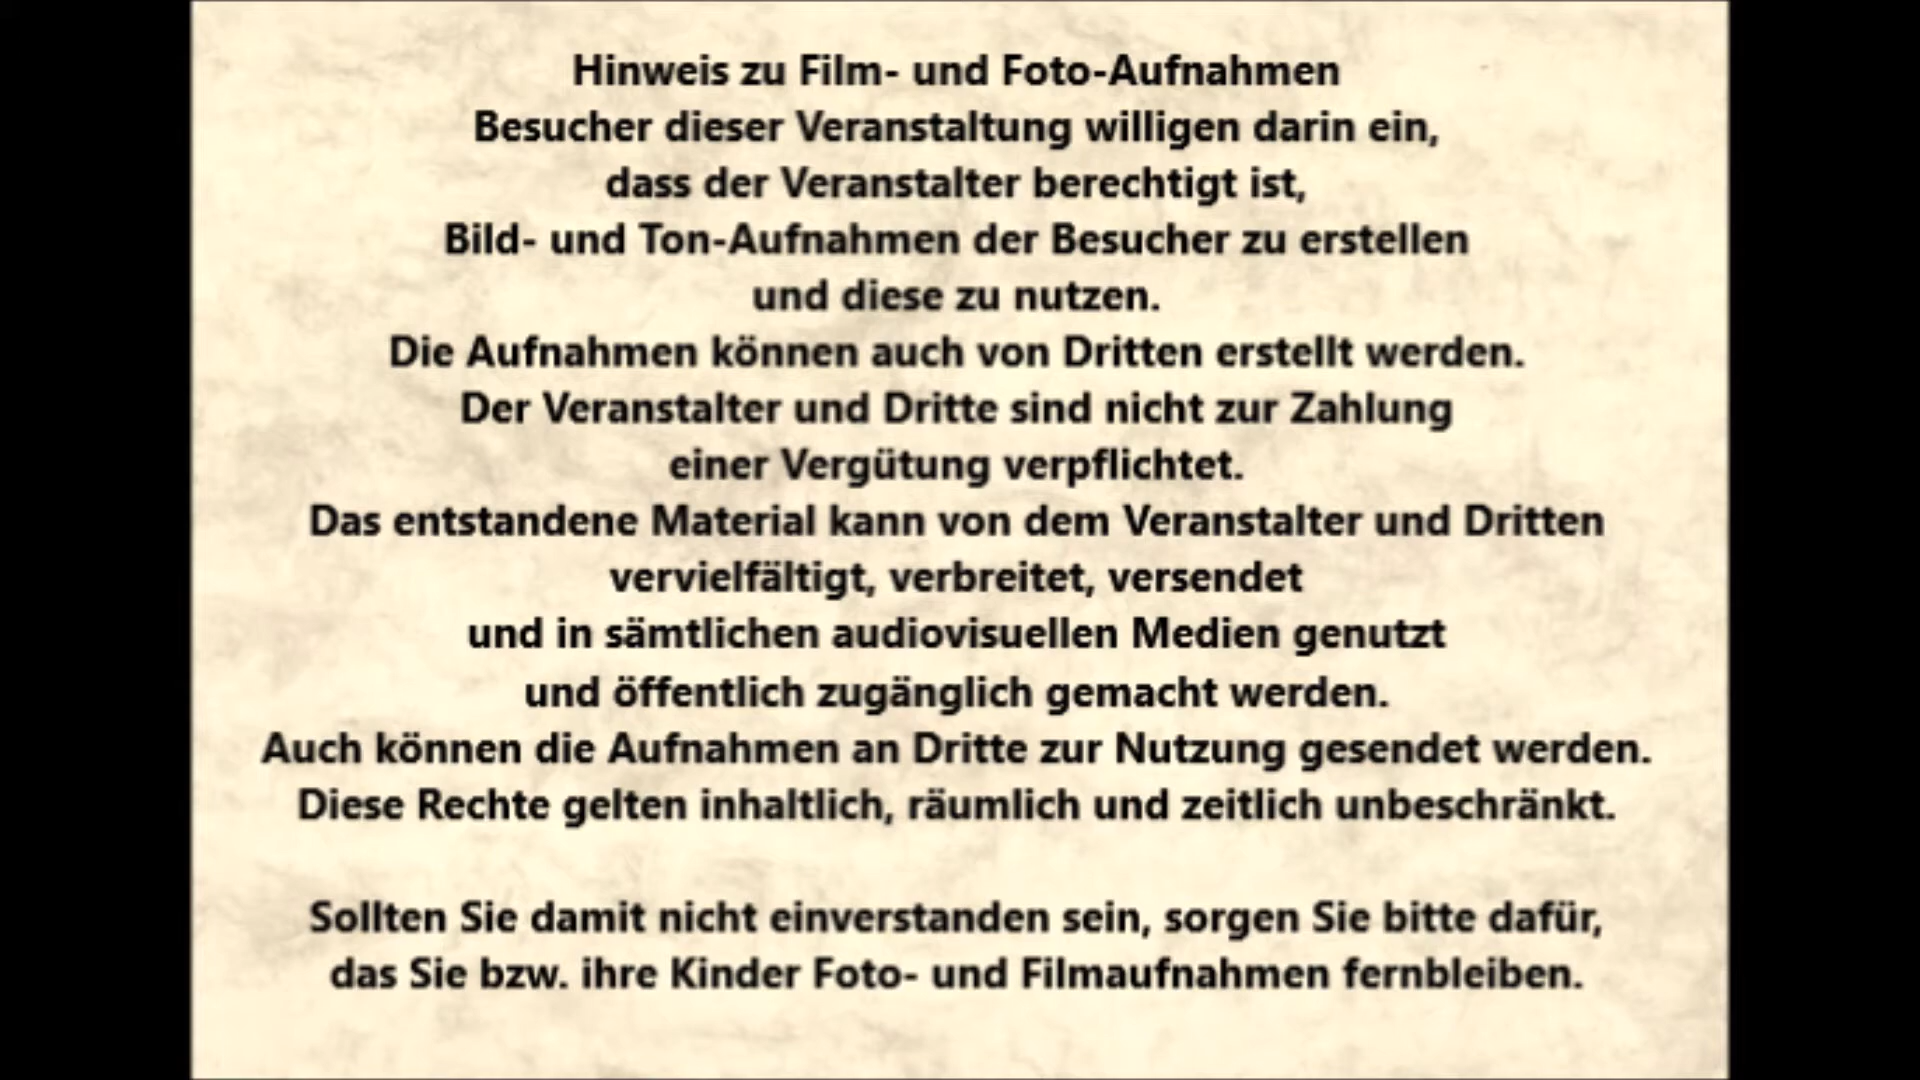 Hinweis zu Film- und Foto-Aufnahmen
Besucher dieser Veranstaltung willigen darin ein,
dass der Veranstalter berechtigt ist,
Bild- und Ton-Aufnahmen der Besucher zu erstellen
und diese zu nutzen.
Die Aufnahmen können auch von Dritten erstellt werden.
Der Veranstalter und Dritte sind nicht zur Zahlung
einer Vergütung verpflichtet.
Das entstandene Material kann von dem Veranstalter und Dritten
vervielfältigt, verbreitet, versendet
und in sämtlichen audiovisuellen Medien genutzt
und öffentlich zugänglich gemacht werden.
Auch können die Aufnahmen an Dritte zur Nutzung gesendet werden.
Diese Rechte gelten inhaltlich, räumlich und zeitlich unbeschränkt.
Sollten Sie damit nicht einverstanden sein, sorgen Sie bitte dafür,
das Sie bzw. ihre Kinder Foto- und Filmaufnahmen fernbleiben.